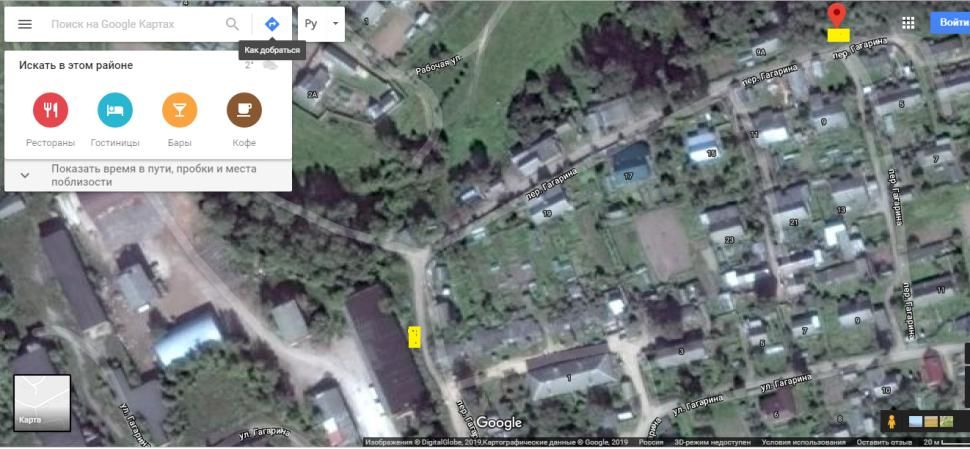 Поиск на Google Картах
Ру
Войти
Как добраться
Искать в этом районе
2°
Рестораны
Гостиницы
Бары
Кофе
Показать время в пути, пробки и места
поблизости
1
Рабочая ул.
2А
9А
пер. Гагарина
пер. Гагарина
5
9
11
7
17
пер. Гагарина
19
пер. Гагарина
13
21
23
пер. Гагарина
11
9
7
5
3
1
ул. Гагарина
10
ул. Гагарина
6
8
Карта
ул. Гагарина
ул. Гагарина
Google
Изображения © DigitalGlobe, 2019,Картографические данные © Google, 2019 Россия 3D-режим недоступен Условия использования Оставить отзыв 20 м